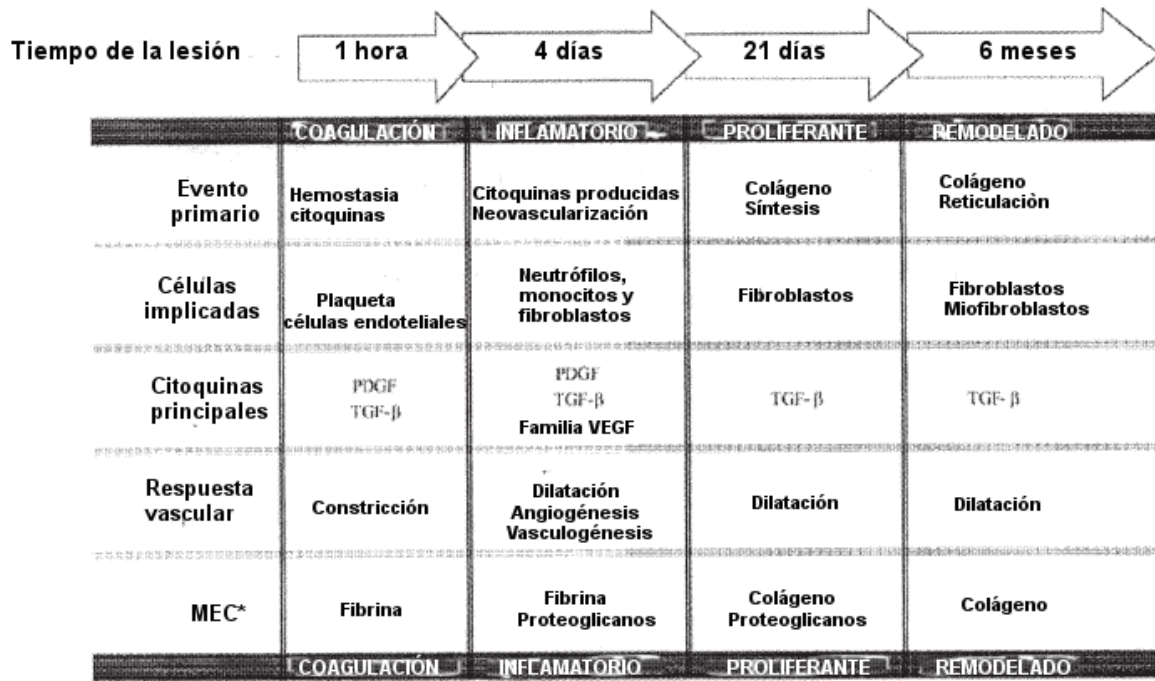 Tiempo de la lesión 1 hora 4 días 21 días 6 meses
COAGULACIÓN INFLAMATORIO PROLIFERANTE REMODELADO
Evento primario
Hemostasia
citoquinas
Citoquinas producidas
Neovascularización
Colágeno
Síntesis
Colágeno
Reticulaciòn
Células
implicadas
Plaqueta
células endoteliales
Neutrófilos,
monocitos y
fibroblastos
Fibroblastos
Fibroblastos
Miofibroblastos
Citoquinas
principales
PDGF
TGF-β
PDGF
TGF-β
Familia VEGF
TGF-β
TGF- β
Respuesta
vascular
Constricción
Dilatación
Angiogénesis
Vasculogénesis
Dilatación
Dilatación
MEC*
Fibrina
Fibrina
Proteoglicanos
Colágeno
Proteoglicanos
Colágeno
COAGULACIÓN INFLAMATORIO PROLIFERANTE REMODELADO